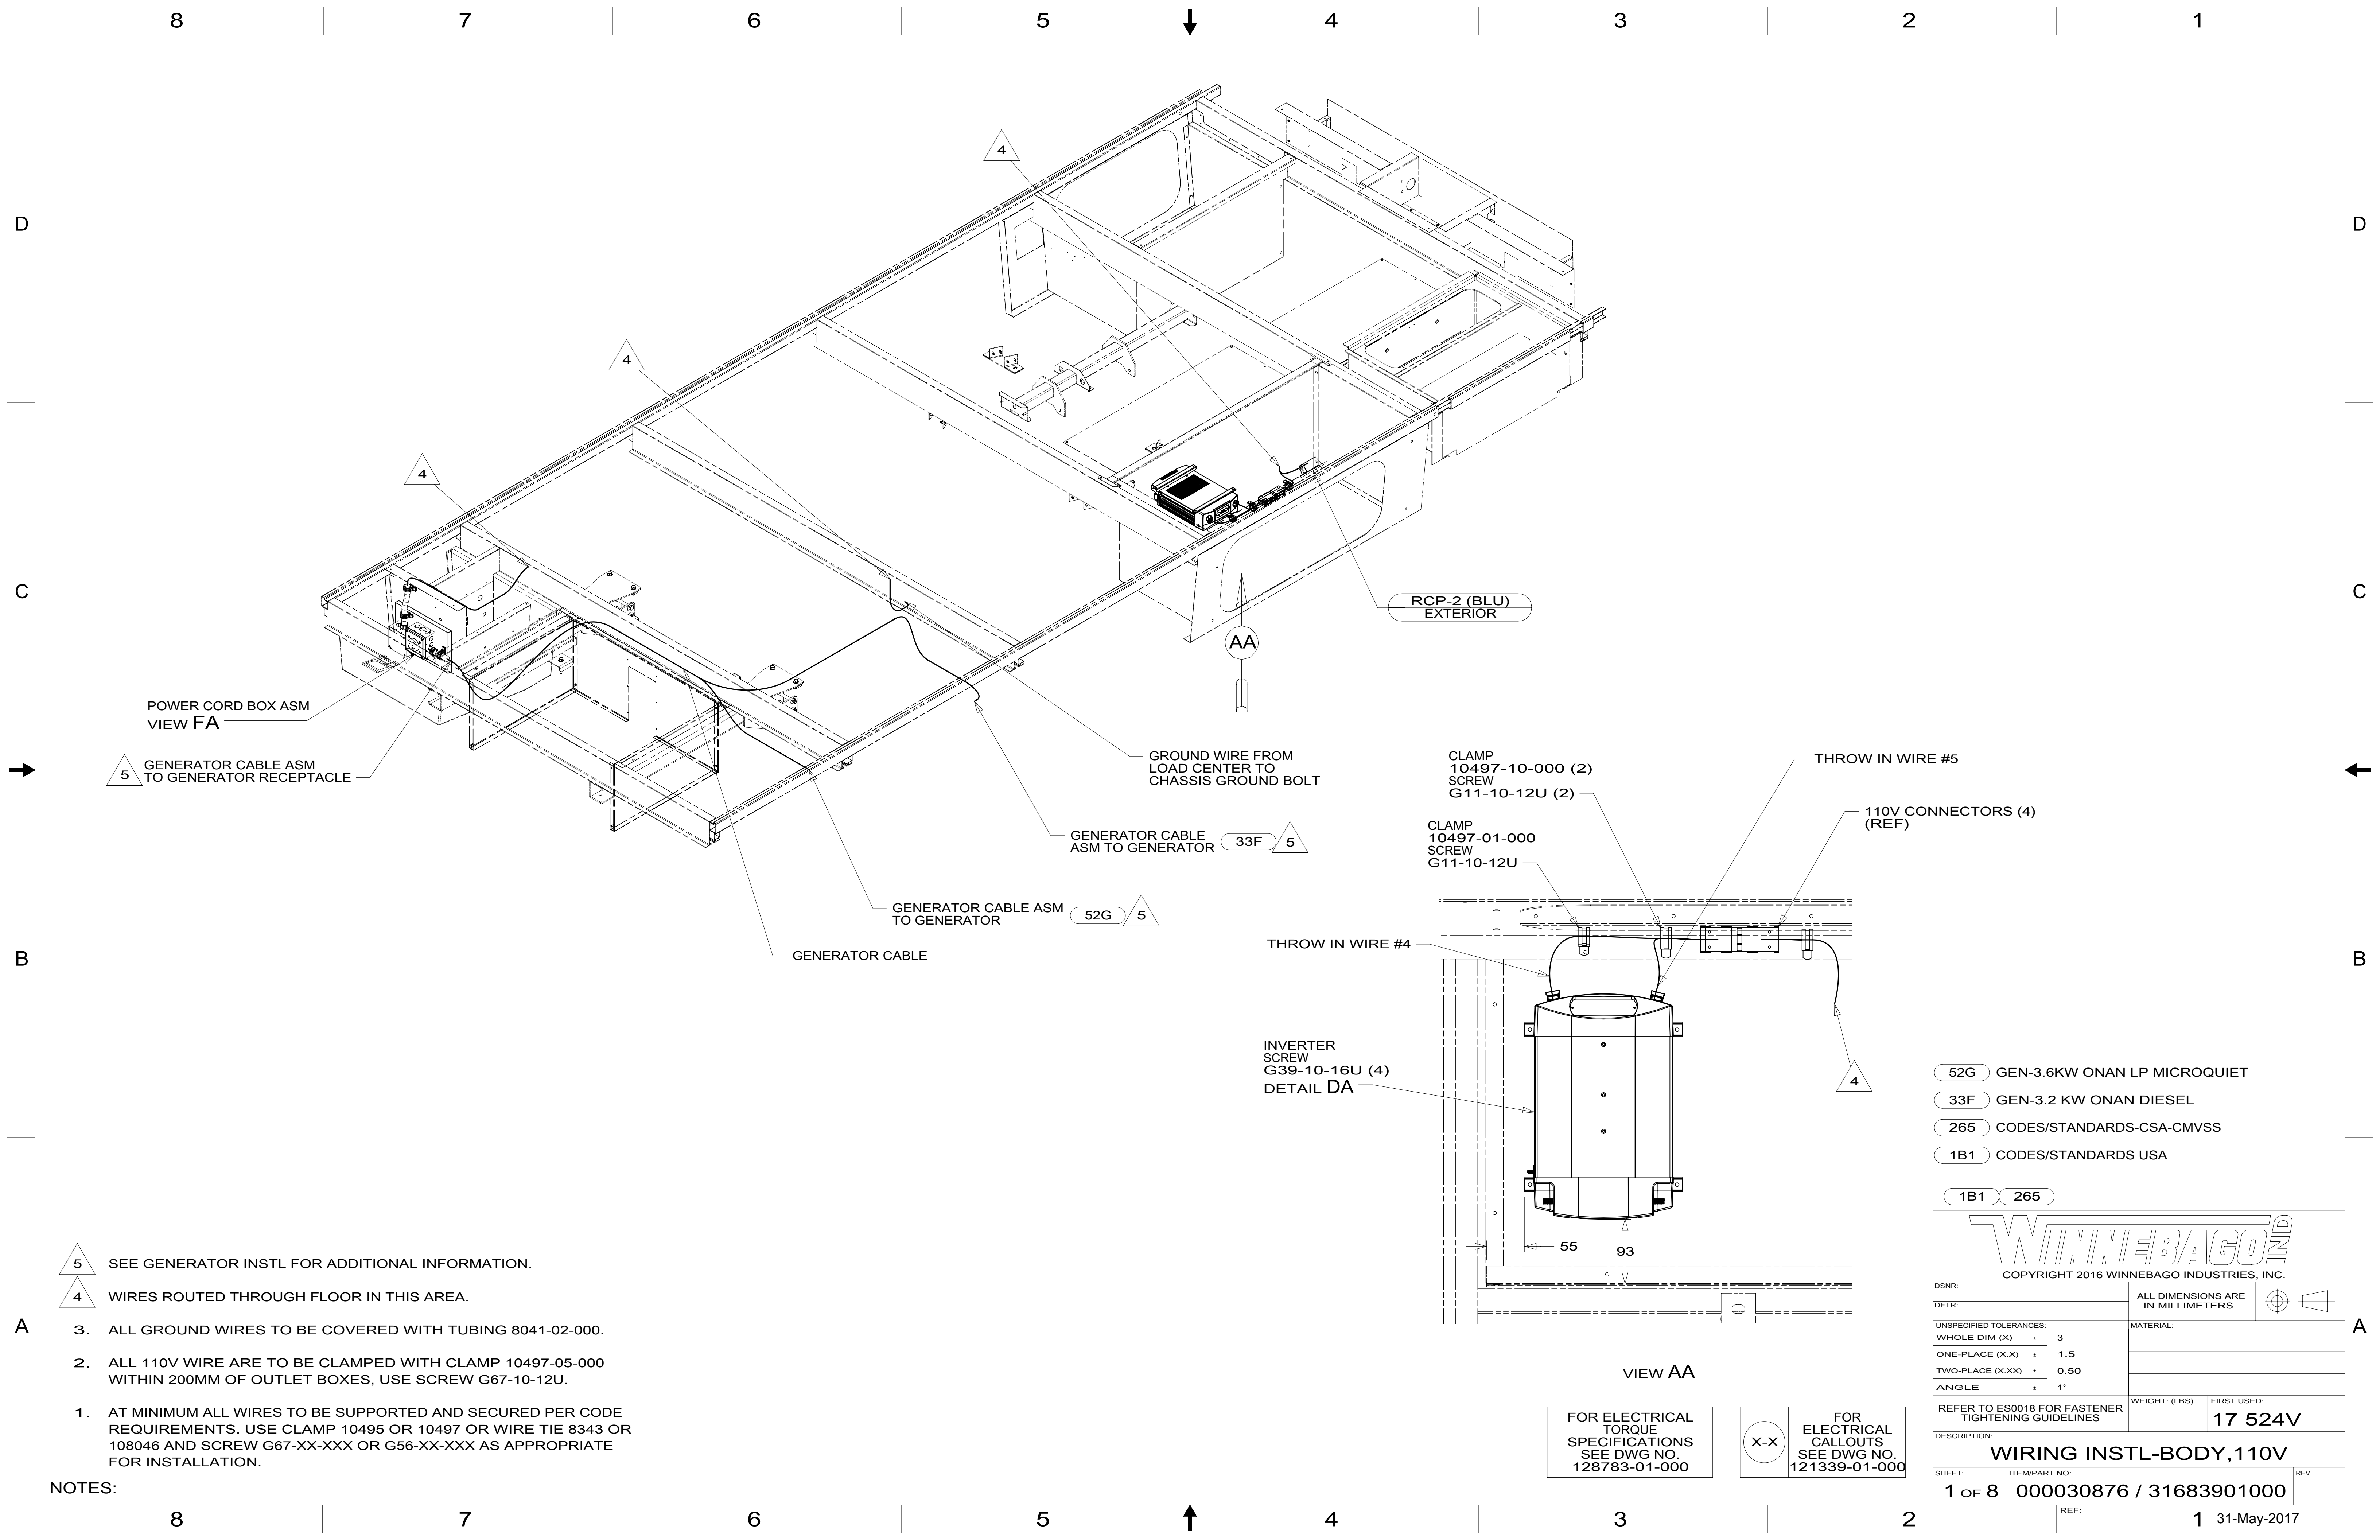 8 7 6 5 4 3 2 1
D D
4
4
4
C C
RCP-2 (BLU)
EXTERIOR
AA
POWER CORD BOX ASM
VIEW FA
5
GENERATOR CABLE ASM
TO GENERATOR RECEPTACLE
GROUND WIRE FROM
LOAD CENTER TO
CHASSIS GROUND BOLT
GENERATOR CABLE
ASM TO GENERATOR
33F
5
GENERATOR CABLE ASM
TO GENERATOR
52G
5
GENERATOR CABLE
CLAMP
10497-10-000 (2)
SCREW
G11-10-12U (2)
CLAMP
10497-01-000
SCREW
G11-10-12U
THROW IN WIRE #5
110V CONNECTORS (4)
(REF)
THROW IN WIRE #4
B B
INVERTER
SCREW
G39-10-16U (4)
DETAIL DA
4
55
93
VIEW AA
52G GEN-3.6KW ONAN LP MICROQUIET
33F GEN-3.2 KW ONAN DIESEL
265 CODES/STANDARDS-CSA-CMVSS
1B1 CODES/STANDARDS USA
1B1 265
5 SEE GENERATOR INSTL FOR ADDITIONAL INFORMATION.
4 WIRES ROUTED THROUGH FLOOR IN THIS AREA.
3. ALL GROUND WIRES TO BE COVERED WITH TUBING 8041-02-000.
2. ALL 110V WIRE ARE TO BE CLAMPED WITH CLAMP 10497-05-000
WITHIN 200MM OF OUTLET BOXES, USE SCREW G67-10-12U.
1. AT MINIMUM ALL WIRES TO BE SUPPORTED AND SECURED PER CODE
REQUIREMENTS. USE CLAMP 10495 OR 10497 OR WIRE TIE 8343 OR
108046 AND SCREW G67-XX-XXX OR G56-XX-XXX AS APPROPRIATE
FOR INSTALLATION.
NOTES:
A A
FOR ELECTRICAL
TORQUE
SPECIFICATIONS
SEE DWG NO.
128783-01-000
X-X
FOR
ELECTRICAL
CALLOUTS
SEE DWG NO.
121339-01-000
WINNEBAGO IND
COPYRIGHT 2016 WINNEBAGO INDUSTRIES, INC.
DSNR:
DFTR:
ALL DIMENSIONS ARE
IN MILLIMETERS
UNSPECIFIED TOLERANCES:
WHOLE DIM (X) ± 3
ONE-PLACE (X.X) ± 1.5
TWO-PLACE (X.XX) ± 0.50
ANGLE ± 1°
MATERIAL:
REFER TO ES0018 FOR FASTENER
TIGHTENING GUIDELINES
WEIGHT: (LBS)
FIRST USED:
17 524V
DESCRIPTION:
WIRING INSTL-BODY,110V
SHEET:
1 OF 8
ITEM/PART NO:
000030876 / 31683901000
REV
REF:
8 7 6 5 4 3 2 1
31-May-2017